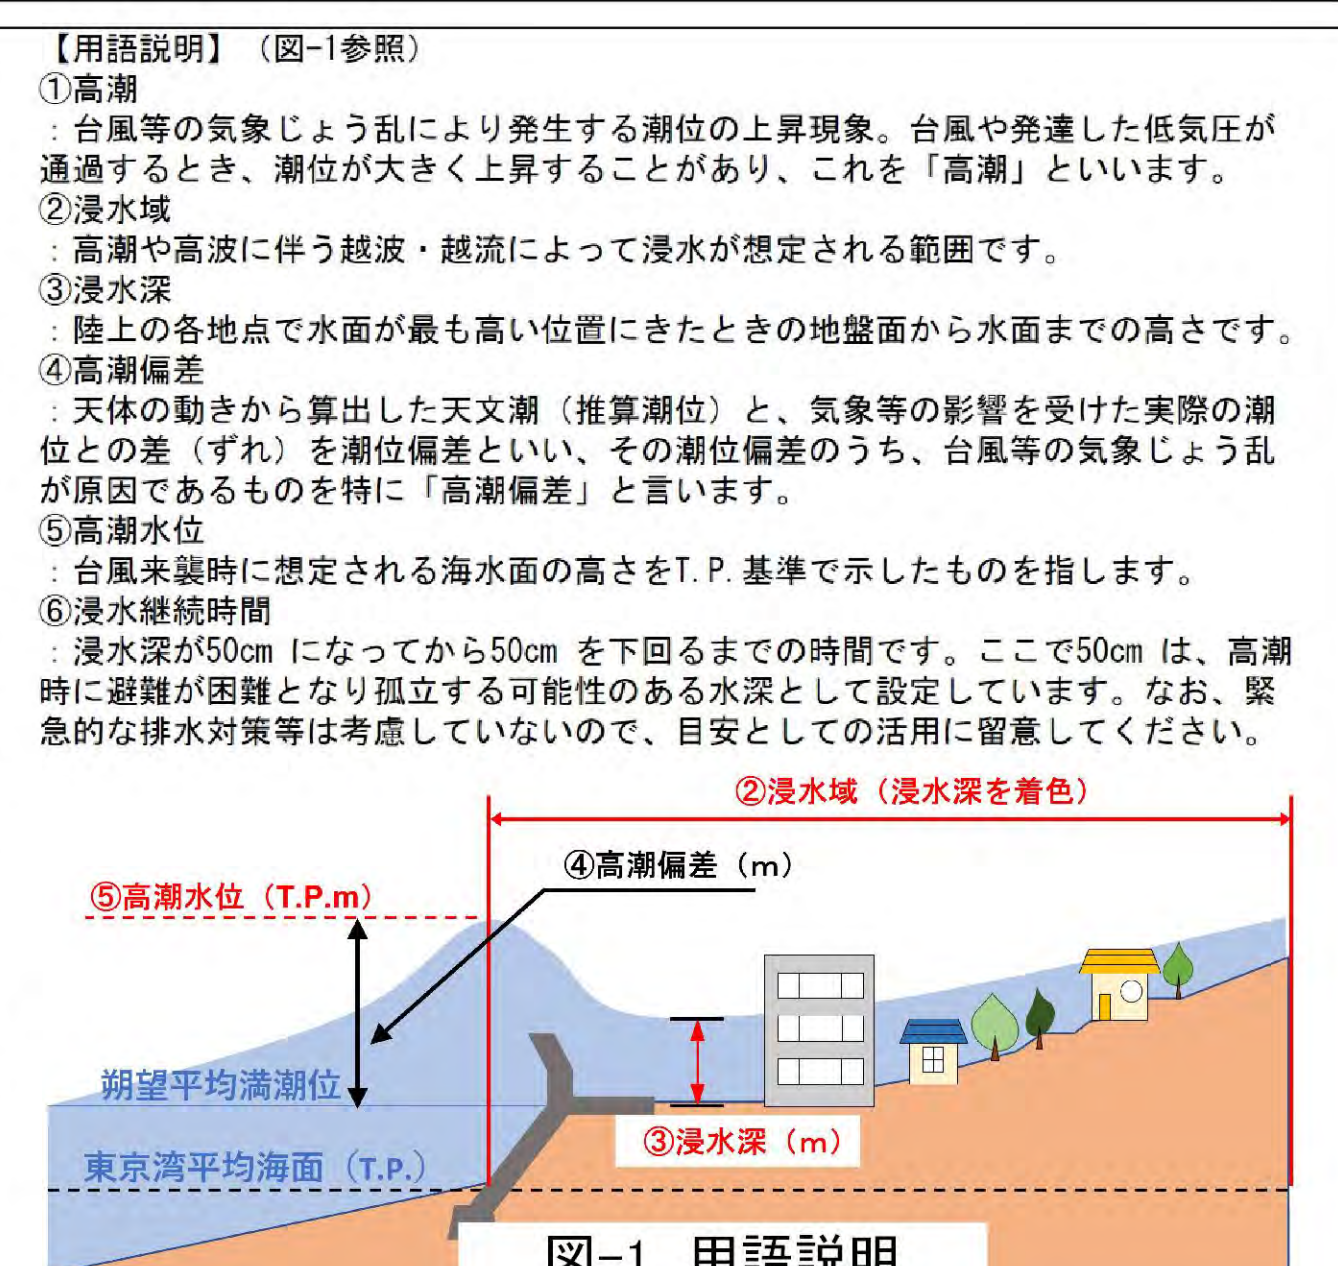 【用語説明】（図-1参照）
①高潮
：台風等の気象じょう乱により発生する潮位の上昇現象。台風や発達した低気圧が
通過するとき、潮位が大きく上昇することがあり、これを「高潮」といいます。
②浸水域
：高潮や高波に伴う越波・越流によって浸水が想定される範囲です。
③浸水深
：陸上の各地点で水面が最も高い位置にきたときの地盤面から水面までの高さです。
④高潮偏差
：天体の動きから算出した天文潮（推算潮位）と、気象等の影響を受けた実際の潮
位との差（ずれ）を潮位偏差といい、その潮位偏差のうち、台風等の気象じょう乱
が原因であるものを特に「高潮偏差」と言います。
⑤高潮水位
：台風来襲時に想定される海水面の高さをT.P.基準で示したものを指します。
⑥浸水継続時間
：浸水深が50cm になってから50cm を下回るまでの時間です。ここで50cm は、高潮
時に避難が困難となり孤立する可能性のある水深として設定しています。なお、緊
急的な排水対策等は考慮していないので、目安としての活用に留意してください。
②浸水域（浸水深を着色）
④高潮偏差（m）
⑤高潮水位（T.P.m）
朔望平均満潮位
③浸水深（m）
東京湾平均海面（T.P.）
図-1 用語説明